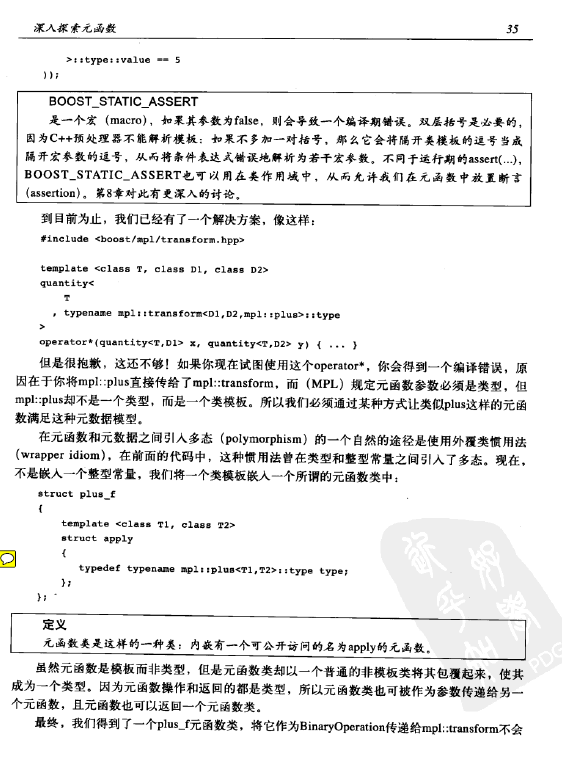 深入探索元函数 35
>::type::value == 5
));
BOOST_STATIC_ASSERT
是一个宏（macro），如果其参数为false，则会导致一个编译期错误。双层括号是必要的，
因为C++预处理器不能解析模板：如果不多加一对括号，那么它会将隔开类模板的逗号当成
隔开宏参数的逗号，从而将条件表达式错误地解析为若干宏参数。不同于运行期的assert(...)，
BOOST_STATIC_ASSERT也可以用在类作用域中，从而允许我们在元函数中放置断言
（assertion）。第8章对此有更深入的讨论。
到目前为止，我们已经有了一个解决方案，像这样：
#include <boost/mpl/transform.hpp>
template <class T, class D1, class D2>
quantity<
T
, typename mpl::transform<D1,D2,mpl::plus>::type
>
operator*(quantity<T,D1> x, quantity<T,D2> y) { ... }
但是很抱歉，这还不够！如果你现在试图使用这个operator*，你会得到一个编译错误，原
因在于你将mpl::plus直接传给了mpl::transform，而（MPL）规定元函数参数必须是类型，但
mpl::plus却不是一个类型，而是一个类模板。所以我们必须通过某种方式让类似plus这样的元函
数满足这种元数据模型。
在元函数和元数据之间引入多态（polymorphism）的一个自然的途径是使用外覆类惯用法
（wrapper idiom），在前面的代码中，这种惯用法曾在类型和整型常量之间引入了多态。现在，
不是嵌入一个整型常量，我们将一个类模板嵌入一个所谓的元函数类中：
struct plus_f
{
template <class T1, class T2>
struct apply
{
typedef typename mpl::plus<T1,T2>::type type;
};
};
定义
元函数类是这样的一种类：内嵌有一个可公开访问的名为apply的元函数。
虽然元函数是模板而非类型，但是元函数类却以一个普通的非模板类将其包覆起来，使其
成为一个类型。因为元函数操作和返回的都是类型，所以元函数类也可被作为参数传递给另一
个元函数，且元函数也可以返回一个元函数类。
最终，我们得到了一个plus_f元函数类，将它作为BinaryOperation传递给mpl::transform不会
PDG